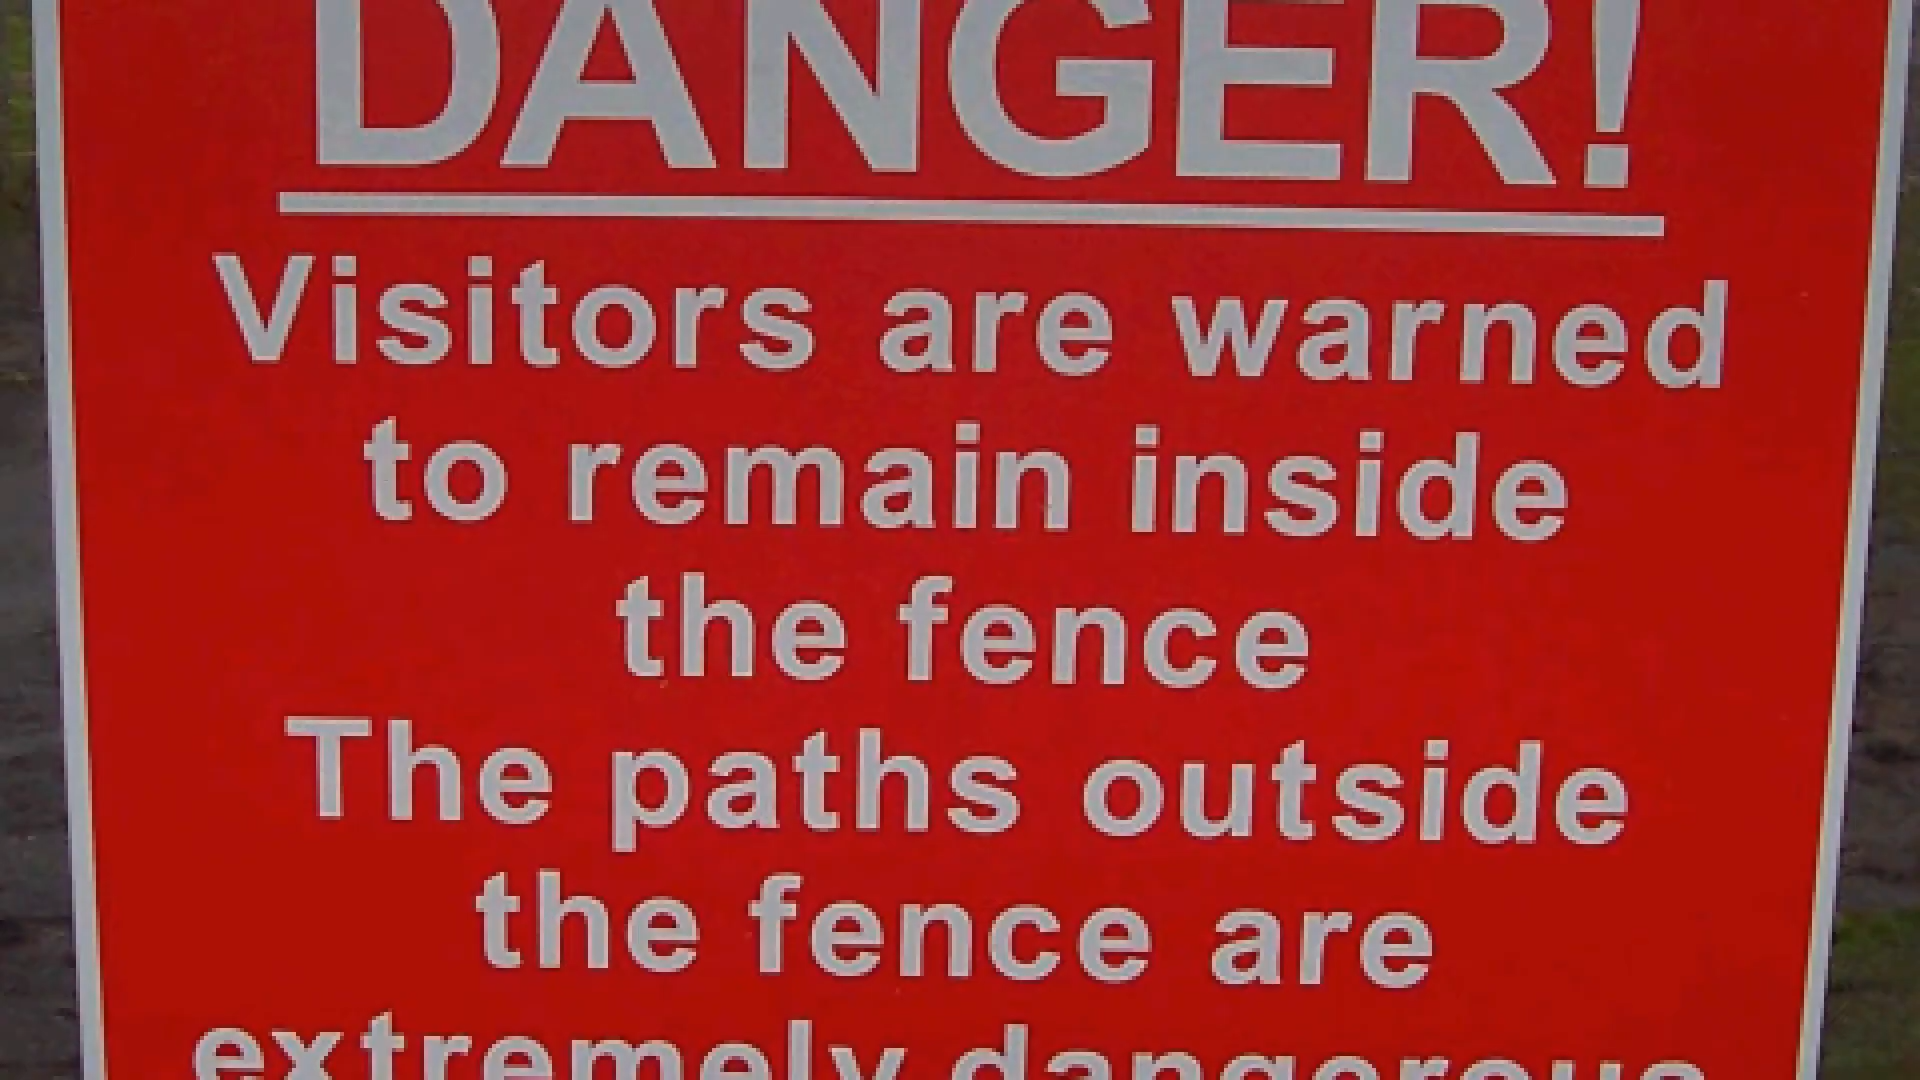 DANGER!
Visitors are warned
to remain inside
the fence
The paths outside
the fence are
extremely dangerous